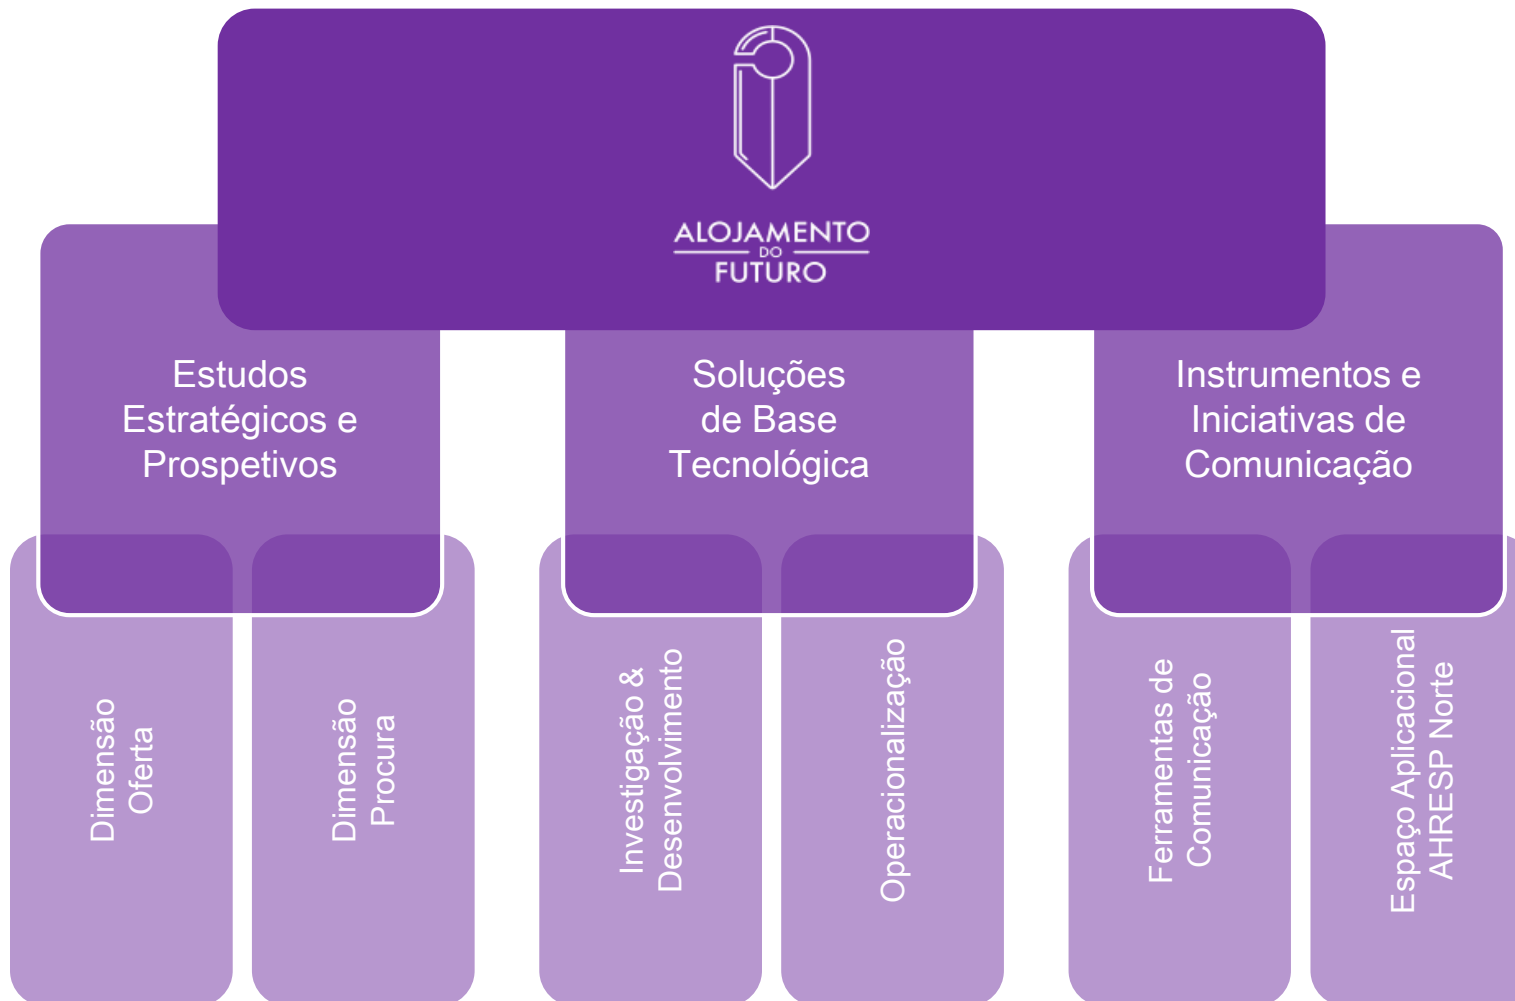 ALOJAMENTO
DO
FUTURO
Estudos
Estratégicos e
Prospetivos
Soluções
de Base
Tecnológica
Instrumentos e
Iniciativas de
Comunicação
Dimensão
Oferta
Dimensão
Procura
Investigação &
Desenvolvimento
Operacionalização
Ferramentas de
Comunicação
Espaço Aplicacional
AHRESP Norte